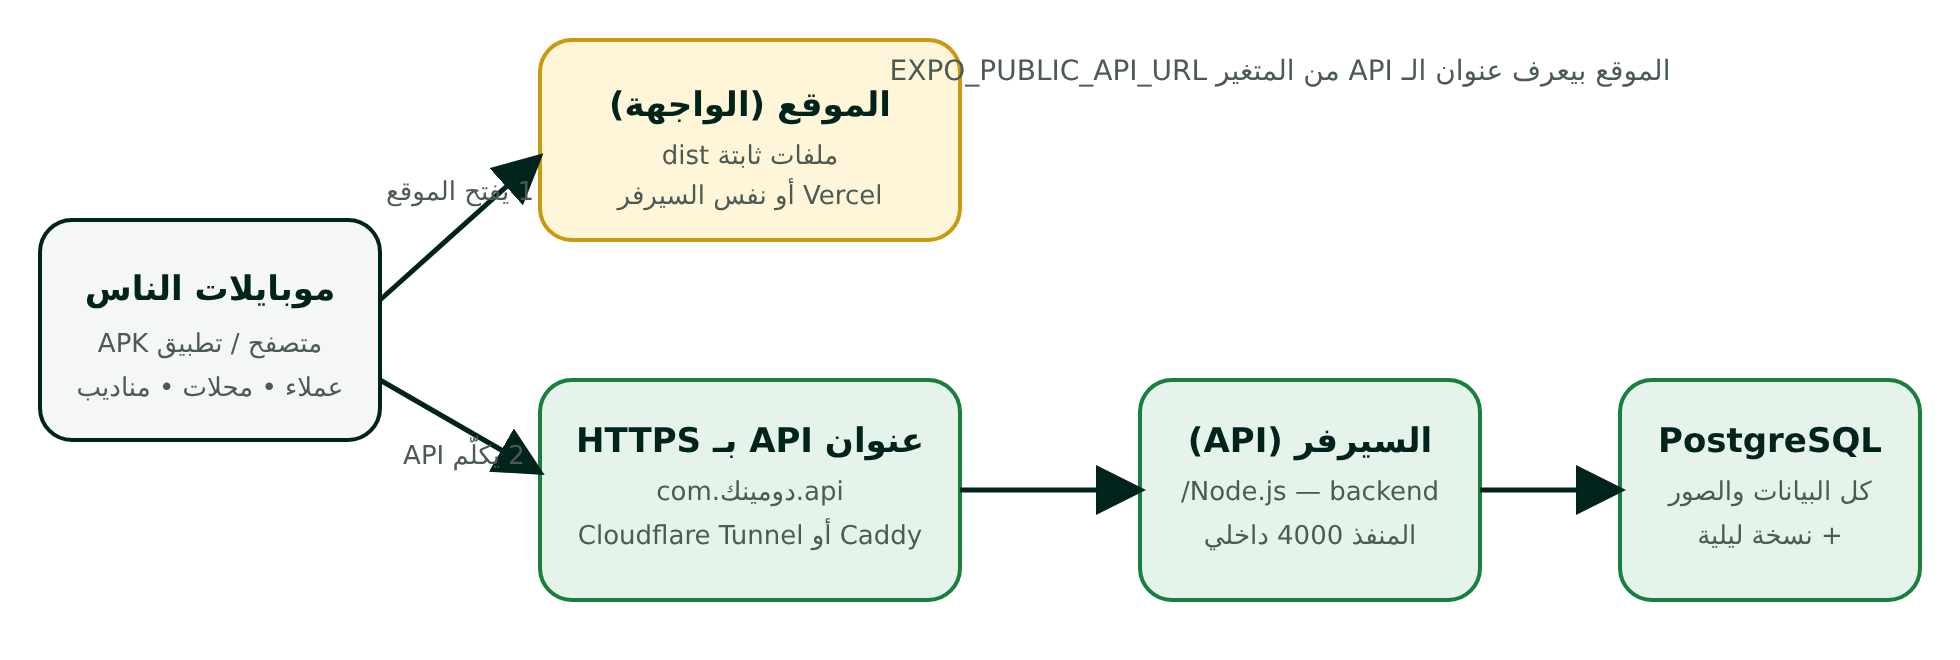 الموقع بيعرف عنوان الـ API من المتغير EXPO_PUBLIC_API_URL
الموقع (الواجهة)
ملفات ثابتة dist
Vercel أو نفس السيرفر
1 يفتح الموقع
موبايلات الناس
متصفح / تطبيق APK
عملاء • محلات • مناديب
2 يكلّم API
عنوان API بـ HTTPS
api.دومينك.com
Cloudflare Tunnel أو Caddy
السيرفر (API)
Node.js — backend/
المنفذ 4000 داخلي
PostgreSQL
كل البيانات والصور
+ نسخة ليلية